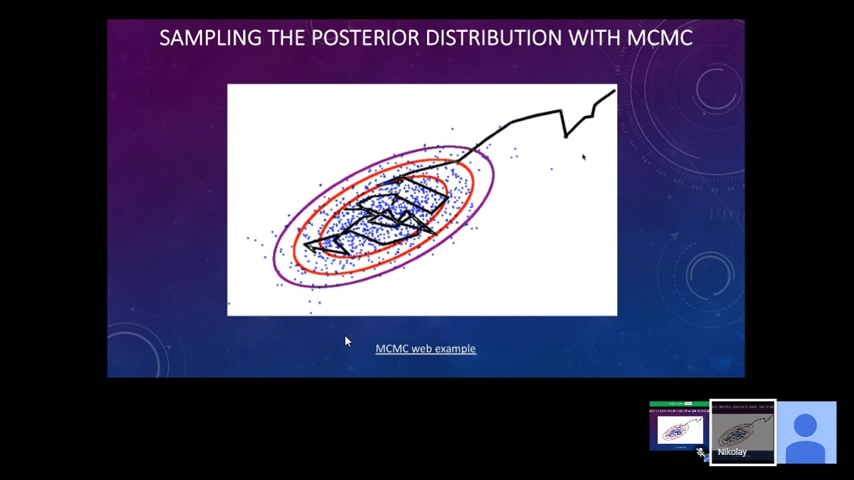 SAMPLING THE POSTERIOR DISTRIBUTION WITH MCMC
MCMC web example
Nikolay